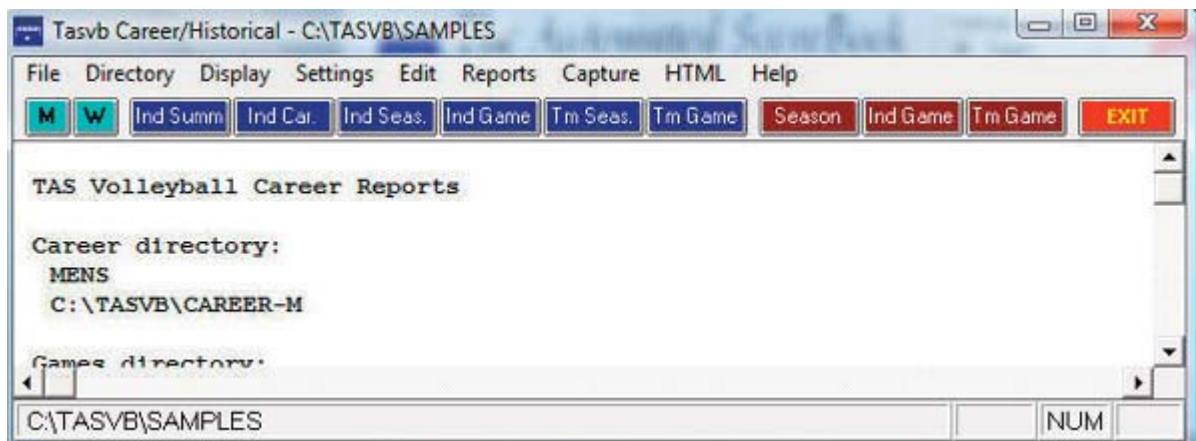 Tasvb Career/Historical - C:\TASVB\SAMPLES
File Directory Display Settings Edit Reports Capture HTML Help
M W Ind Summ Ind Car. Ind Seas. Ind Game Tm Seas. Tm Game Season Ind Game Tm Game EXIT
TAS Volleyball Career Reports
Career directory:
MENS
C:\TASVB\CAREER-M
Games directory:
C:\TASVB\SAMPLES NUM